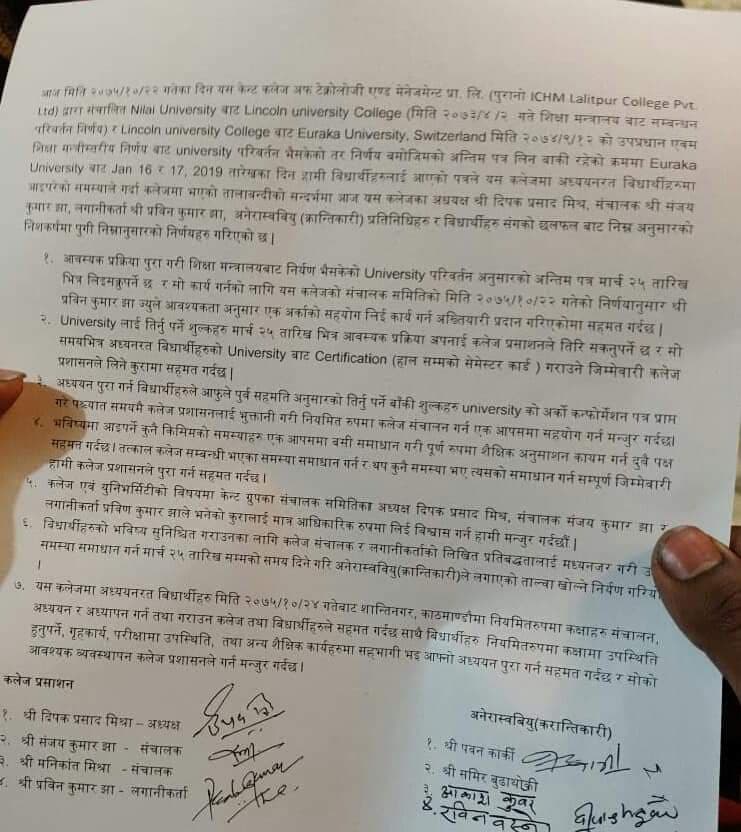 आज मिति २०७५/१०/२२ गतेका दिन यस केन्ट कलेज अफ टेक्नोलोजी एण्ड मेनेजमेन्ट प्रा. लि. (पुरानो ICHM Lalitpur College Pvt.
Ltd) द्वारा संचालित Nilai University बाट Lincoln university College (मिति २०७३/४/२ गते शिक्षा मन्त्रालय बाट सम्बन्धन
परिवर्तन निर्णय) र Lincoln university College बाट Euraka University, Switzerland मिति २०७४/९/१२ को उपप्रधान एवम
शिक्षा मन्त्रीस्तरीय निर्णय बाट university परिवर्तन भैसकेको तर निर्णय बमोजिमको अन्तिम पत्र लिन बाकी रहेको क्रममा Euraka
University बाट Jan 16 र 17, 2019 तारेखका दिन हामी विद्यार्थीहरुलाई आएको पत्रले यस कलेजमा अध्ययनरत विद्यार्थीहरुमा
आइपरेको समस्याले गर्दा कलेजमा भएको तालाबन्दीको सन्दर्भमा आज यस कलेजका अध्यक्ष श्री दिपक प्रसाद मिश्र, संचालक श्री संजय
कुमार झा, लगानीकर्ता श्री प्रविन कुमार झा, अनेरास्ववियु (क्रान्तिकारी) प्रतिनिधिहरु र विद्यार्थीहरु संगको छलफल बाट निम्न अनुसारको
निशकर्षमा पुगी निम्नानुसारको निर्णयहरु गरिएको छ |
१. आवस्यक प्रक्रिया पुरा गरी शिक्षा मन्त्रालयबाट निर्यण भैसकेको University परिवर्तन अनुसारको अन्तिम पत्र मार्च २५ तारिख
भित्र लिइसक्नुपर्ने छ र सो कार्य गर्नको लागि यस कलेजको संचालक समितिको मिति २०७५/१०/२२ गतेको निर्णयानुसार श्री
प्रविन कुमार झा ज्युले आवश्यकता अनुसार एक अर्काको सहयोग लिई कार्य गर्न अख्तियारी प्रदान गरिएकोमा सहमत गर्दछ |
२. University लाई तिर्नु पर्ने शुल्कहरु मार्च २५ तारिख भित्र आवस्यक प्रक्रिया अपनाई कलेज प्रशासनले तिरि सक्नुपर्ने छ र सो
समयभित्र अध्यनरत विद्यार्थीहरुको University बाट Certification (हाल सम्मको सेमेस्टर कार्ड ) गराउने जिम्मेवारी कलेज
प्रशासनले लिने कुरामा सहमत गर्दछ |
३. अध्ययन पुरा गर्न विद्यार्थीहरुले आफुले पुर्व सहमति अनुसारको तिर्नु पर्ने बाँकी शुल्कहरु university को अर्को कन्फोर्मेशन पत्र प्राप्त
गरे पश्च्यात समयमै कलेज प्रशासनलाई भुक्तानी गरी नियमित रुपमा कलेज संचालन गर्न एक आपसमा सहयोग गर्न मन्जुर गर्दछ|
४. भविष्यमा आइपर्ने कुनै किसिमको समस्याहरु एक आपसमा बसी समाधान गरी पूर्ण रुपमा शैक्षिक अनुसाशन कायम गर्न दुवै पक्ष
सहमत गर्दछ| तत्काल कलेज सम्बन्धी भएका समस्या समाधान गर्न र थप कुनै समस्या भए त्यसको समाधान गर्न सम्पूर्ण जिम्मेवारी
हामी कलेज प्रशासनले पुरा गर्न सहमत गर्दछ |
५. कलेज एवं युनिभर्सिटीको विषयमा केन्ट ग्रुपका संचालक समितिका अध्यक्ष दिपक प्रसाद मिश्र, संचालक संजय कुमार झा र
लगानीकर्ता प्रविण कुमार झाले भनेको कुरालाई मात्र आधिकारिक रुपमा लिई विश्वास गर्न हामी मन्जुर गर्दछौं |
६. विद्यार्थीहरुको भविष्य सुनिश्चित गराउनका लागि कलेज संचालक र लगानीकर्ताको लिखित प्रतिबद्धतालाई मध्यनजर गरी
समस्या समाधान गर्न मार्च २५ तारिख सम्मको समय दिने गरि अनेरास्ववियु(क्रान्तिकारी)ले लगाएको ताल्चा खोल्ने निर्यण
|
७. यस कलेजमा अध्ययनरत विद्यार्थीहरु मिति २०७५/१०/२४ गतेबाट शान्तिनगर, काठमाण्डौमा नियमितरुपमा कक्षाहरु संचालन,
अध्ययन र अध्यापन गर्न तथा गराउन कलेज तथा विद्यार्थीहरुले सहमत गर्दछ साथै विद्यार्थीहरु नियमितरुपमा कक्षामा उपस्थिति
हुनुपर्ने, गृहकार्य, परीक्षामा उपस्थिति, तथा अन्य शैक्षिक कार्यहरुमा सहभागी भइ आफ्नो अध्ययन पुरा गर्न सहमत गर्दछ र सोको
आवश्यक व्यवस्थापन कलेज प्रशासनले गर्न मन्जुर गर्दछ |
कलेज प्रशासन
१. श्री दिपक प्रसाद मिश्रा – अध्यक्ष
२. श्री संजय कुमार झा - संचालक
३. श्री मनिकांत मिश्रा - संचालक
४. श्री प्रविन कुमार झा - लगानीकर्ता
अनेरास्ववियु(करान्तिकारी)
१. श्री पवन कार्की
२. श्री समिर बुढाथोक्री
३. आकाश कुवर
४. रविन वस्ने